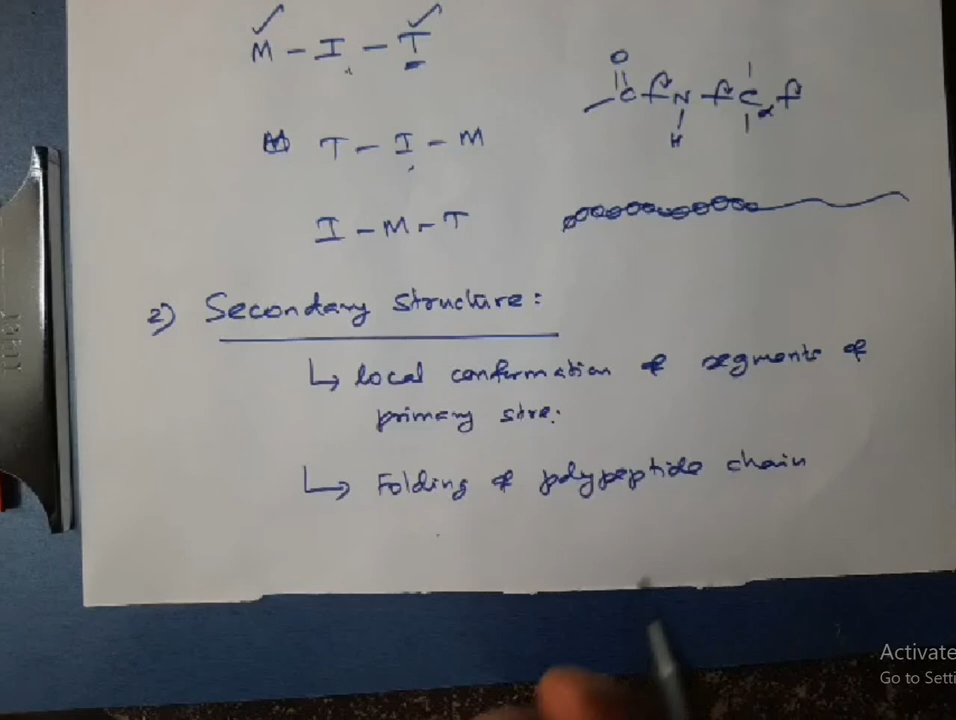 M - I - T
O
C N C α
H
T - I - M
I - M - T
2) Secondary structure:
↳ local conformation of segments of
primary stre.
↳ Folding of polypeptide chain
Activate
Go to Setti